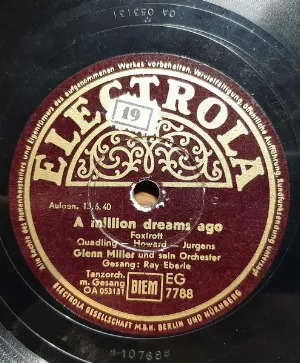 OA 053131
Alle Rechte des Plattenherstellers und Eigentümers des aufgenommenen Werkes vorbehalten. Vervielfältigung, öffentliche Aufführung, Rundfunksendung untersagt
ELECTROLA
19
Aufgen. 13.6.40
A million dreams ago
Foxtrott
Quadling - Howard - Jurgens
Glenn Miller und sein Orchester
Gesang: Ray Eberle
Tanzorch.
m. Gesang
OA 053131
BIEM
EG
7788
ELECTROLA GESELLSCHAFT M.B.H. BERLIN UND NÜRNBERG
10768